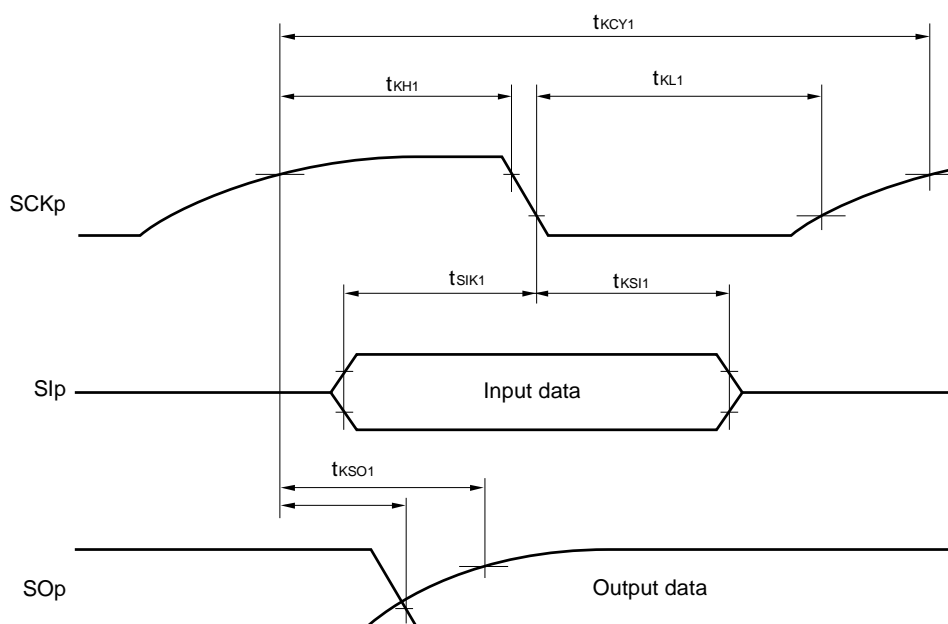 tKCY1
tKH1
tKL1
SCKp
tSIK1
tKSI1
SIp
Input data
tKSO1
SOp
Output data